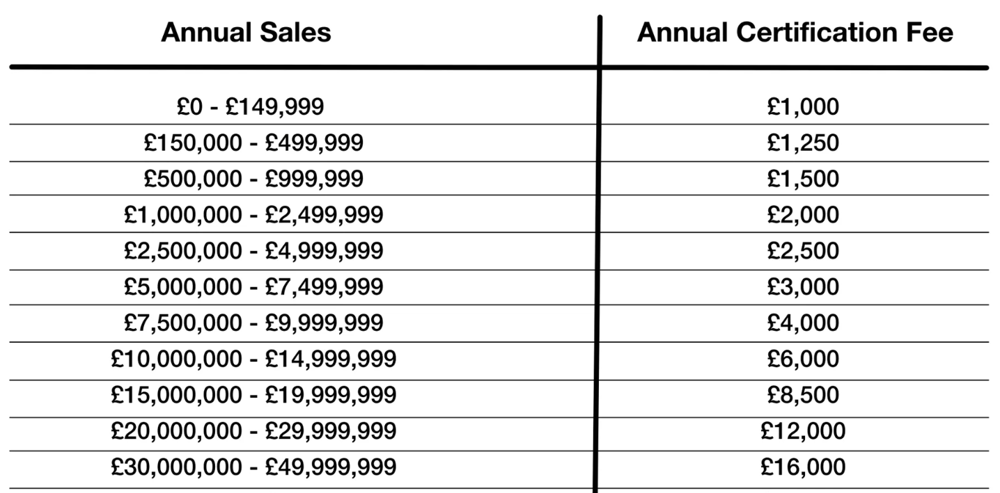 Annual Sales Annual Certification Fee
£0 - £149,999 £1,000
£150,000 - £499,999 £1,250
£500,000 - £999,999 £1,500
£1,000,000 - £2,499,999 £2,000
£2,500,000 - £4,999,999 £2,500
£5,000,000 - £7,499,999 £3,000
£7,500,000 - £9,999,999 £4,000
£10,000,000 - £14,999,999 £6,000
£15,000,000 - £19,999,999 £8,500
£20,000,000 - £29,999,999 £12,000
£30,000,000 - £49,999,999 £16,000